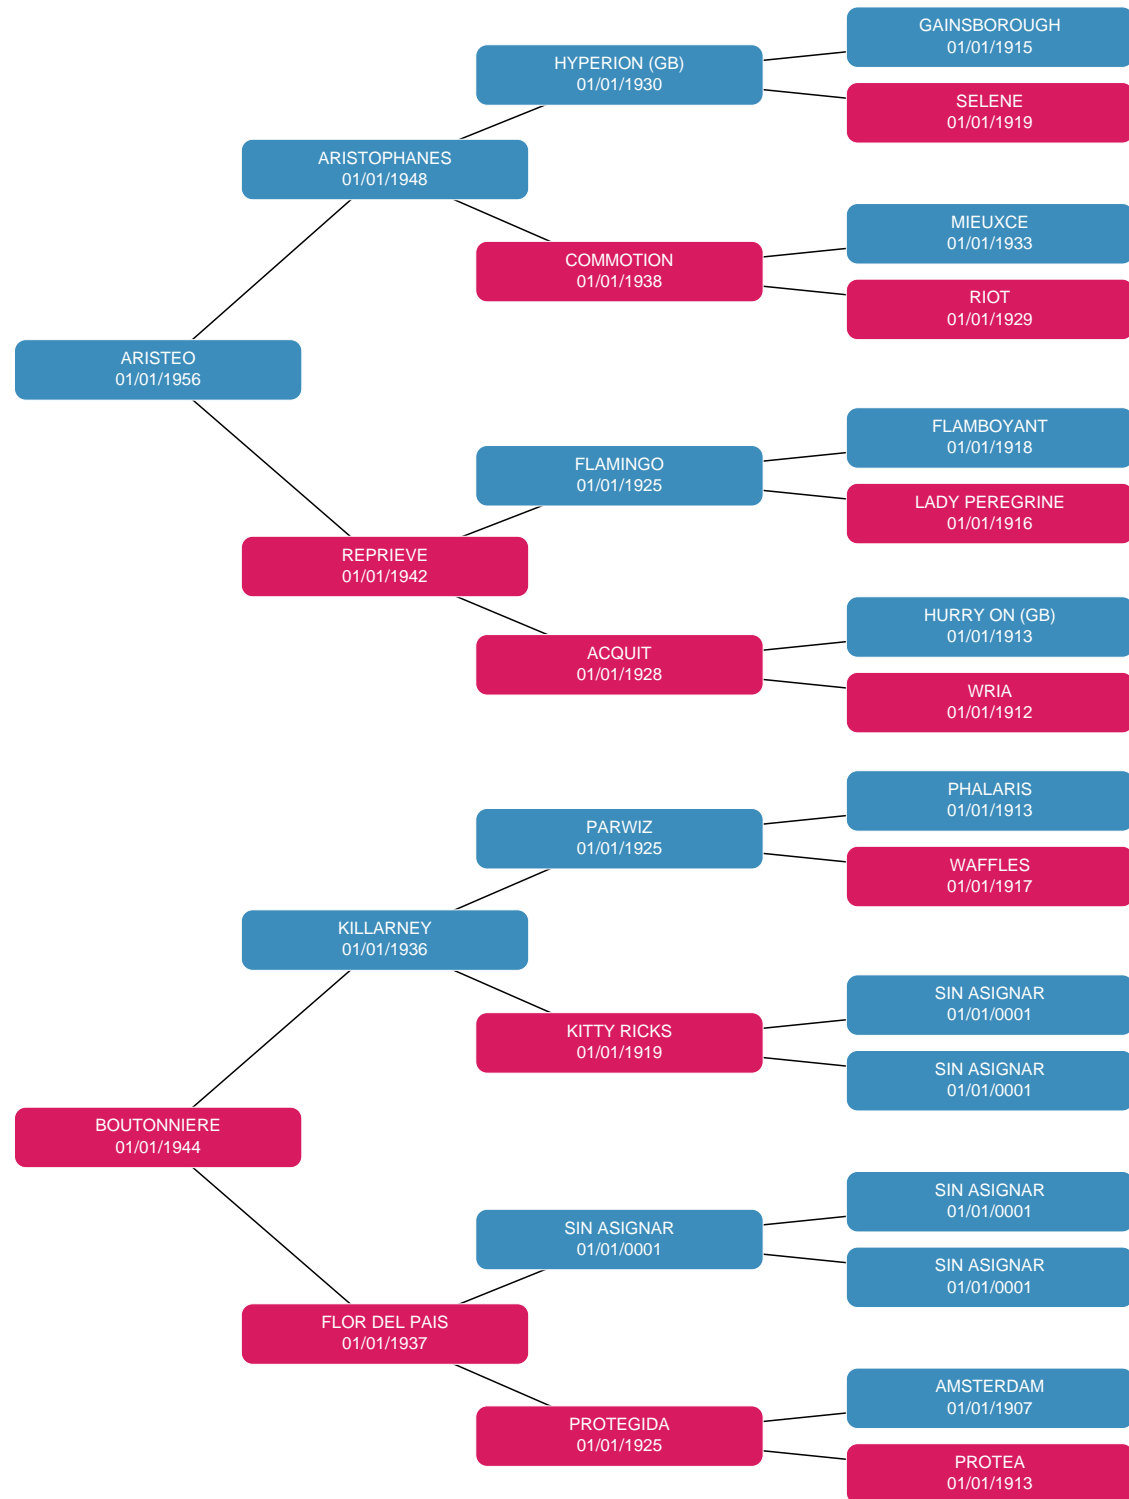 GAINSBOROUGH
01/01/1915
HYPERION (GB)
01/01/1930
SELENE
01/01/1919
ARISTOPHANES
01/01/1948
MIEUXCE
01/01/1933
COMMOTION
01/01/1938
RIOT
01/01/1929
ARISTEO
01/01/1956
FLAMBOYANT
01/01/1918
FLAMINGO
01/01/1925
LADY PEREGRINE
01/01/1916
REPRIEVE
01/01/1942
HURRY ON (GB)
01/01/1913
ACQUIT
01/01/1928
WRIA
01/01/1912
PHALARIS
01/01/1913
PARWIZ
01/01/1925
WAFFLES
01/01/1917
KILLARNEY
01/01/1936
SIN ASIGNAR
01/01/0001
KITTY RICKS
01/01/1919
SIN ASIGNAR
01/01/0001
BOUTONNIERE
01/01/1944
SIN ASIGNAR
01/01/0001
SIN ASIGNAR
01/01/0001
SIN ASIGNAR
01/01/0001
FLOR DEL PAIS
01/01/1937
AMSTERDAM
01/01/1907
PROTEGIDA
01/01/1925
PROTEA
01/01/1913